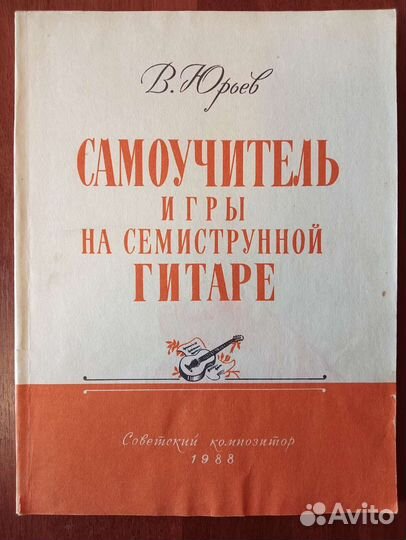 В. Юрьев
САМОУЧИТЕЛЬ
ИГРЫ
НА СЕМИСТРУННОЙ
ГИТАРЕ
Советский композитор
1988
Avito